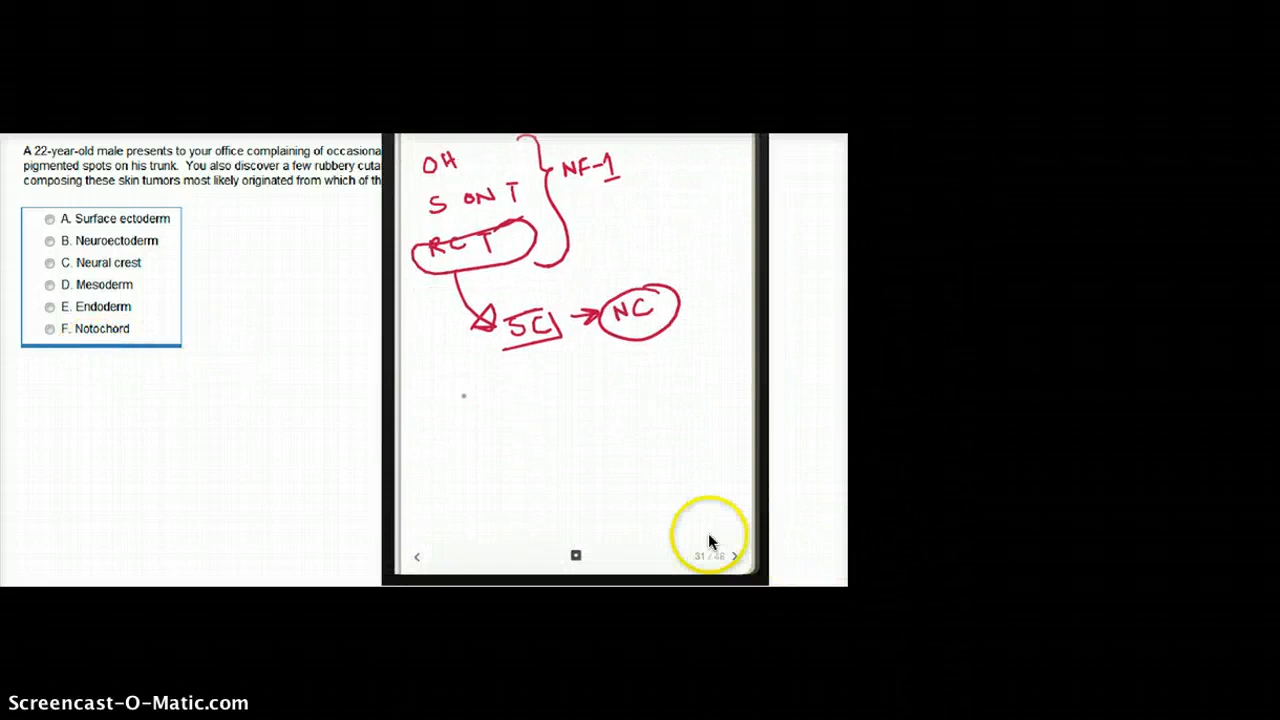 A 22-year-old male presents to your office complaining of occasiona
pigmented spots on his trunk. You also discover a few rubbery cuta
composing these skin tumors most likely originated from which of th
A. Surface ectoderm
B. Neuroectoderm
C. Neural crest
D. Mesoderm
E. Endoderm
F. Notochord
OH
NF-1
S ON T
RCT
SC → NC
31 / 48
Screencast-O-Matic.com